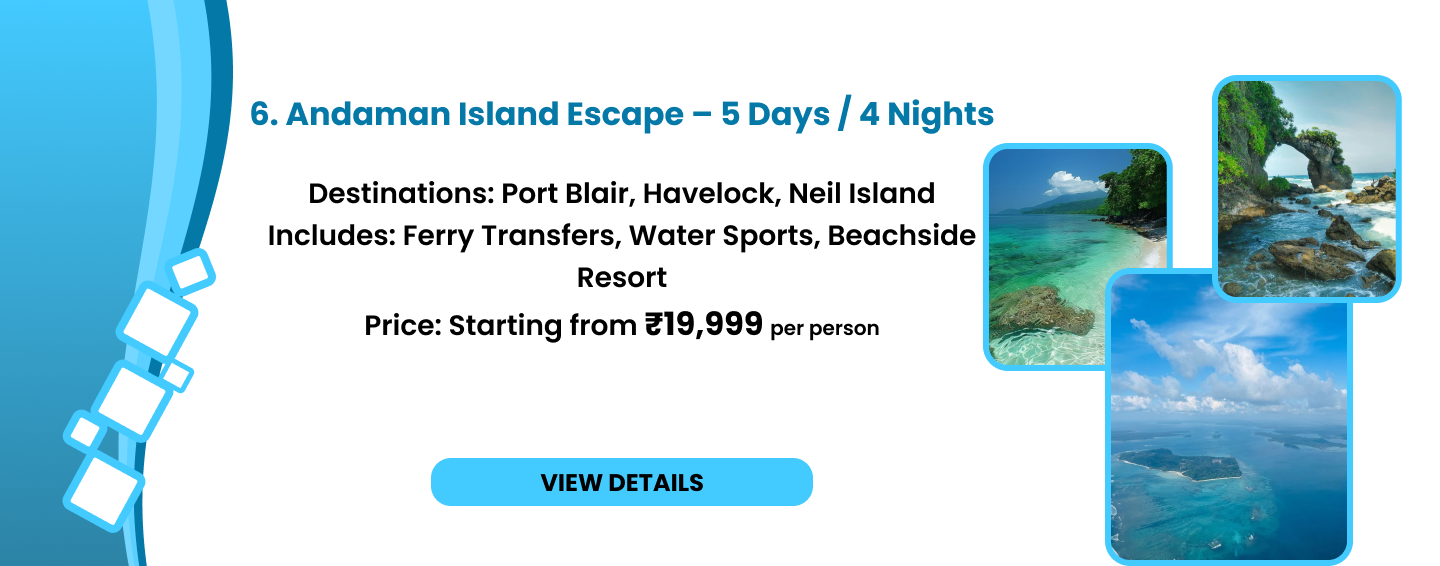 6. Andaman Island Escape – 5 Days / 4 Nights
Destinations: Port Blair, Havelock, Neil Island
Includes: Ferry Transfers, Water Sports, Beachside
Resort
Price: Starting from ₹19,999 per person
VIEW DETAILS